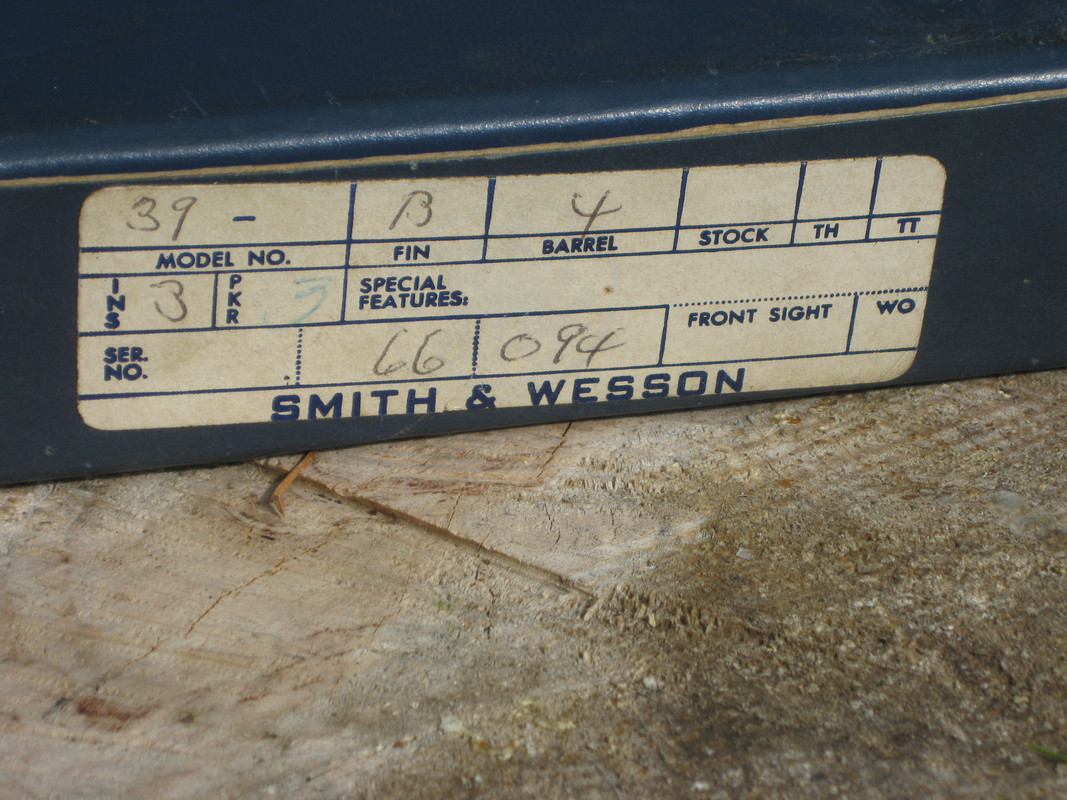 39 - B 4
MODEL NO. FIN BARREL STOCK TH TT
INS 3 PKR 5 SPECIAL
FEATURES:
FRONT SIGHT WO
SER. 66 094
NO.
SMITH & WESSON